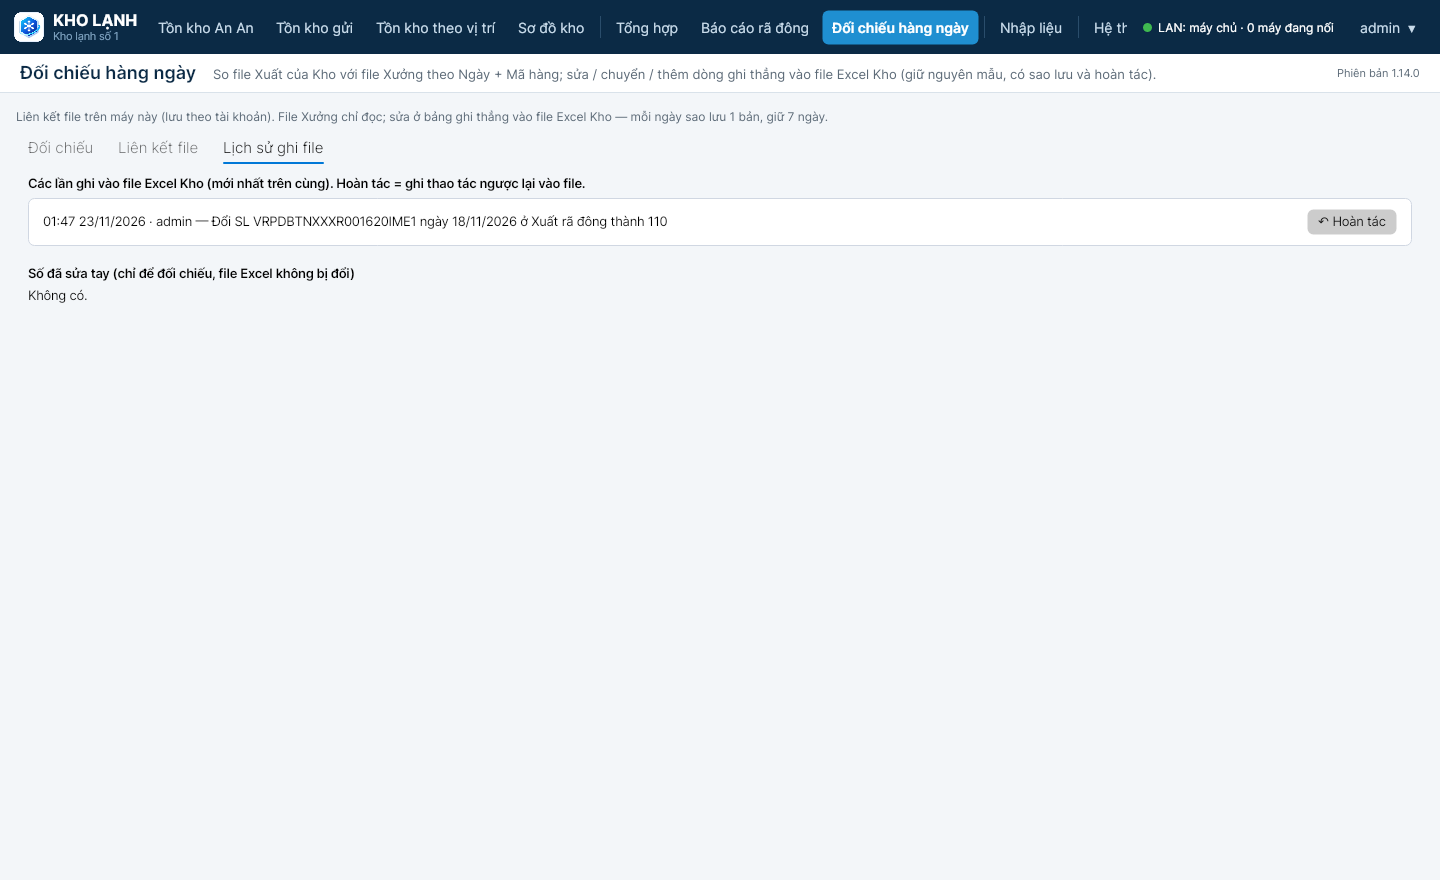 KHO LẠNH
Kho lạnh số 1
Tồn kho An An
Tồn kho gửi
Tồn kho theo vị trí
Sơ đồ kho
Tổng hợp
Báo cáo rã đông
Đối chiếu hàng ngày
Nhập liệu
Hệ th
LAN: máy chủ · 0 máy đang nối
admin ▾
Đối chiếu hàng ngày
So file Xuất của Kho với file Xưởng theo Ngày + Mã hàng; sửa / chuyển / thêm dòng ghi thẳng vào file Excel Kho (giữ nguyên mẫu, có sao lưu và hoàn tác).
Phiên bản 1.14.0
Liên kết file trên máy này (lưu theo tài khoản). File Xưởng chỉ đọc; sửa ở bảng ghi thẳng vào file Excel Kho — mỗi ngày sao lưu 1 bản, giữ 7 ngày.
Đối chiếu
Liên kết file
Lịch sử ghi file
Các lần ghi vào file Excel Kho (mới nhất trên cùng). Hoàn tác = ghi thao tác ngược lại vào file.
01:47 23/11/2026 · admin — Đổi SL VRPDBTNXXXR001620IME1 ngày 18/11/2026 ở Xuất rã đông thành 110
↶ Hoàn tác
Số đã sửa tay (chỉ để đối chiếu, file Excel không bị đổi)
Không có.